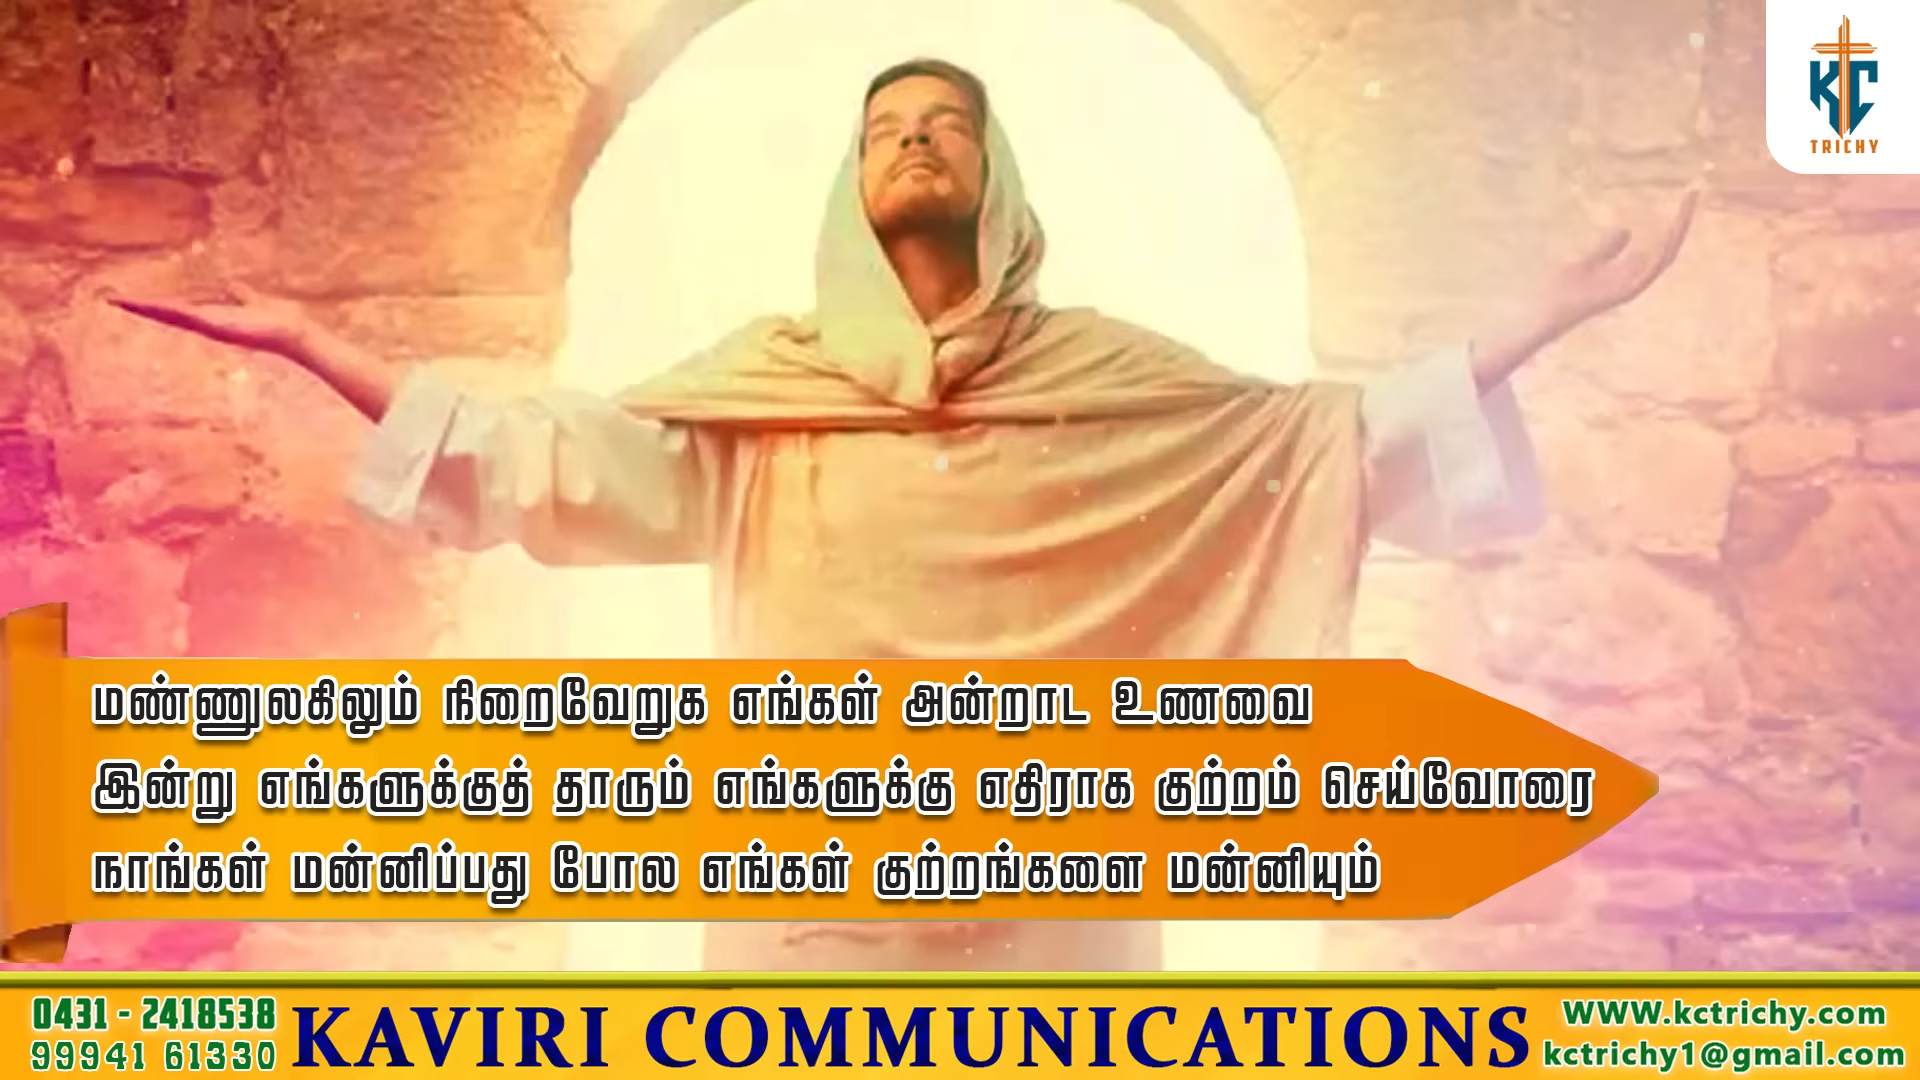 KC
TRICHY
மண்ணுலகிலும் நிறைவேறுக எங்கள் அன்றாட உணவை
இன்று எங்களுக்குத் தாரும் எங்களுக்கு எதிராக குற்றம் செய்வோரை
நாங்கள் மன்னிப்பது போல எங்கள் குற்றங்களை மன்னியும்
0431 - 2418538
99941 61330
KAVIRI COMMUNICATIONS
WWW.kctrichy.com
kctrichy1@gmail.com